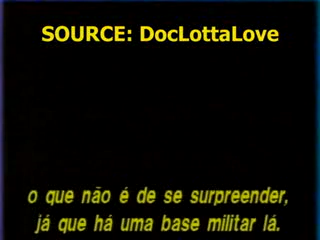 SOURCE: DocLottaLove
o que não é de se surpreender,
já que há uma base militar lá.